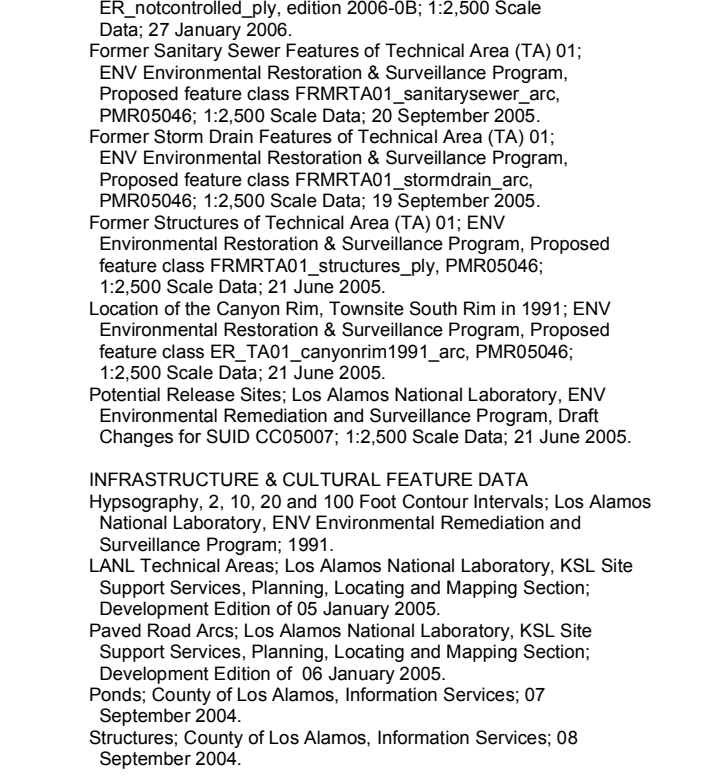 ER_notcontrolled_ply, edition 2006-0B; 1:2,500 Scale
Data; 27 January 2006.
Former Sanitary Sewer Features of Technical Area (TA) 01;
ENV Environmental Restoration & Surveillance Program,
Proposed feature class FRMRTA01_sanitarysewer_arc,
PMR05046; 1:2,500 Scale Data; 20 September 2005.
Former Storm Drain Features of Technical Area (TA) 01;
ENV Environmental Restoration & Surveillance Program,
Proposed feature class FRMRTA01_stormdrain_arc,
PMR05046; 1:2,500 Scale Data; 19 September 2005.
Former Structures of Technical Area (TA) 01; ENV
Environmental Restoration & Surveillance Program, Proposed
feature class FRMRTA01_structures_ply, PMR05046;
1:2,500 Scale Data; 21 June 2005.
Location of the Canyon Rim, Townsite South Rim in 1991; ENV
Environmental Restoration & Surveillance Program, Proposed
feature class ER_TA01_canyonrim1991_arc, PMR05046;
1:2,500 Scale Data; 21 June 2005.
Potential Release Sites; Los Alamos National Laboratory, ENV
Environmental Remediation and Surveillance Program, Draft
Changes for SUID CC05007; 1:2,500 Scale Data; 21 June 2005.
INFRASTRUCTURE & CULTURAL FEATURE DATA
Hypsography, 2, 10, 20 and 100 Foot Contour Intervals; Los Alamos
National Laboratory, ENV Environmental Remediation and
Surveillance Program; 1991.
LANL Technical Areas; Los Alamos National Laboratory, KSL Site
Support Services, Planning, Locating and Mapping Section;
Development Edition of 05 January 2005.
Paved Road Arcs; Los Alamos National Laboratory, KSL Site
Support Services, Planning, Locating and Mapping Section;
Development Edition of  06 January 2005.
Ponds; County of Los Alamos, Information Services; 07
September 2004.
Structures; County of Los Alamos, Information Services; 08
September 2004.